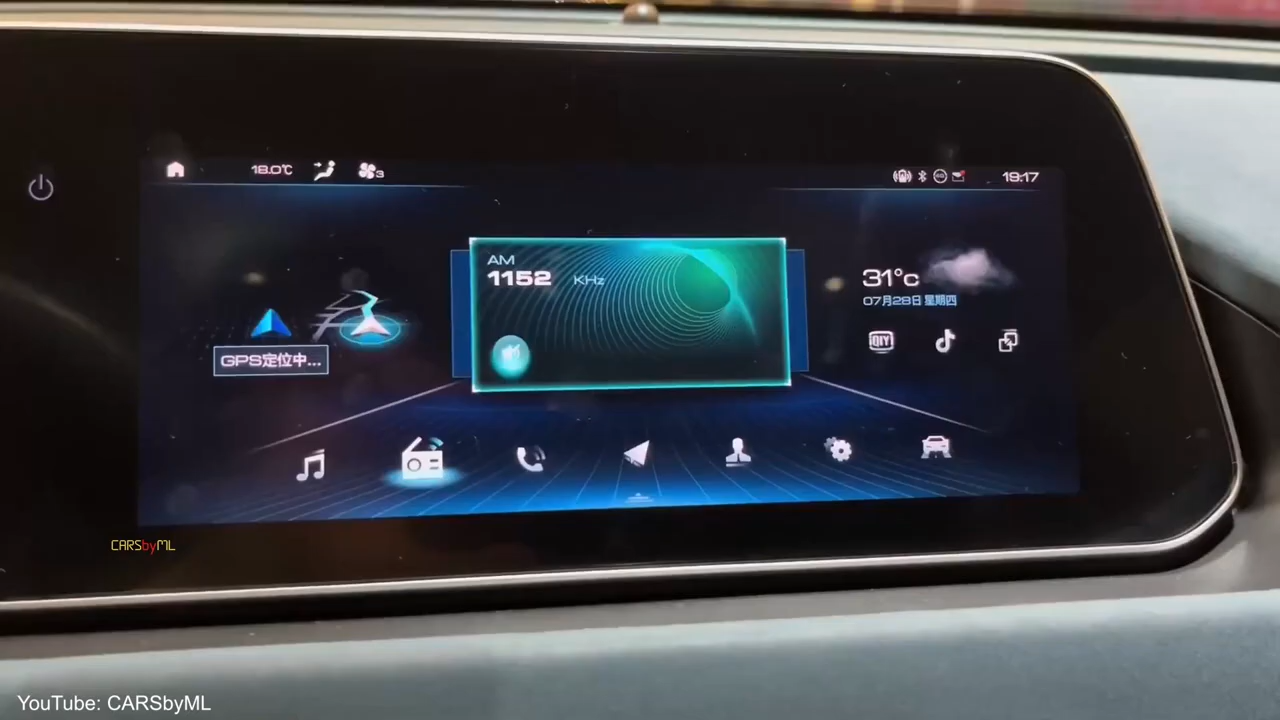 18.0℃
3
19:17
AM
1152 KHz
31°c
07月28日 星期四
GPS定位中...
QIY
CARSbyML
YouTube: CARSbyML